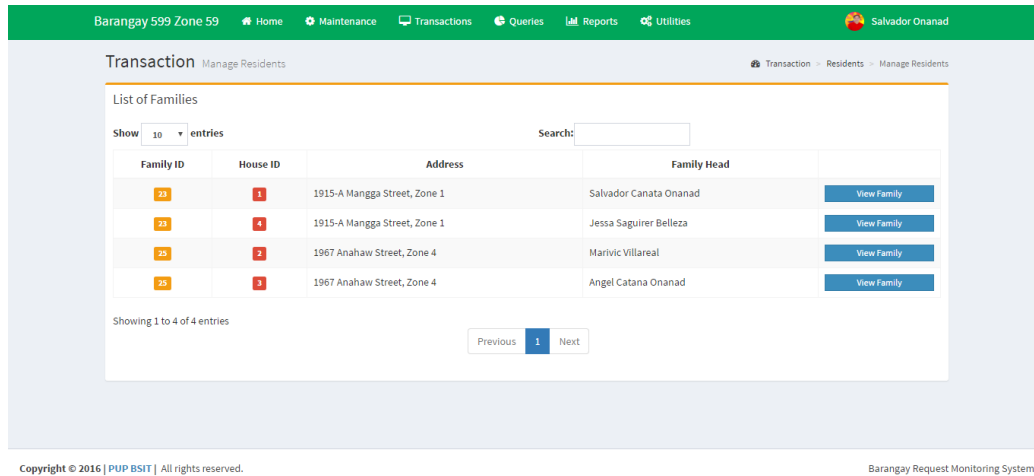 Barangay 599 Zone 59 Home Maintenance Transactions Queries Reports Utilities Salvador Onanad
Transaction Manage Residents Transaction > Residents > Manage Residents
List of Families
Show 10 entries Search:
Family ID House ID Address Family Head
23 1 1915-A Mangga Street, Zone 1 Salvador Canata Onanad View Family
23 4 1915-A Mangga Street, Zone 1 Jessa Saguirer Belleza View Family
25 2 1967 Anahaw Street, Zone 4 Marivic Villareal View Family
25 3 1967 Anahaw Street, Zone 4 Angel Catana Onanad View Family
Showing 1 to 4 of 4 entries
Previous 1 Next
Copyright © 2016 | PUP BSIT | All rights reserved. Barangay Request Monitoring System